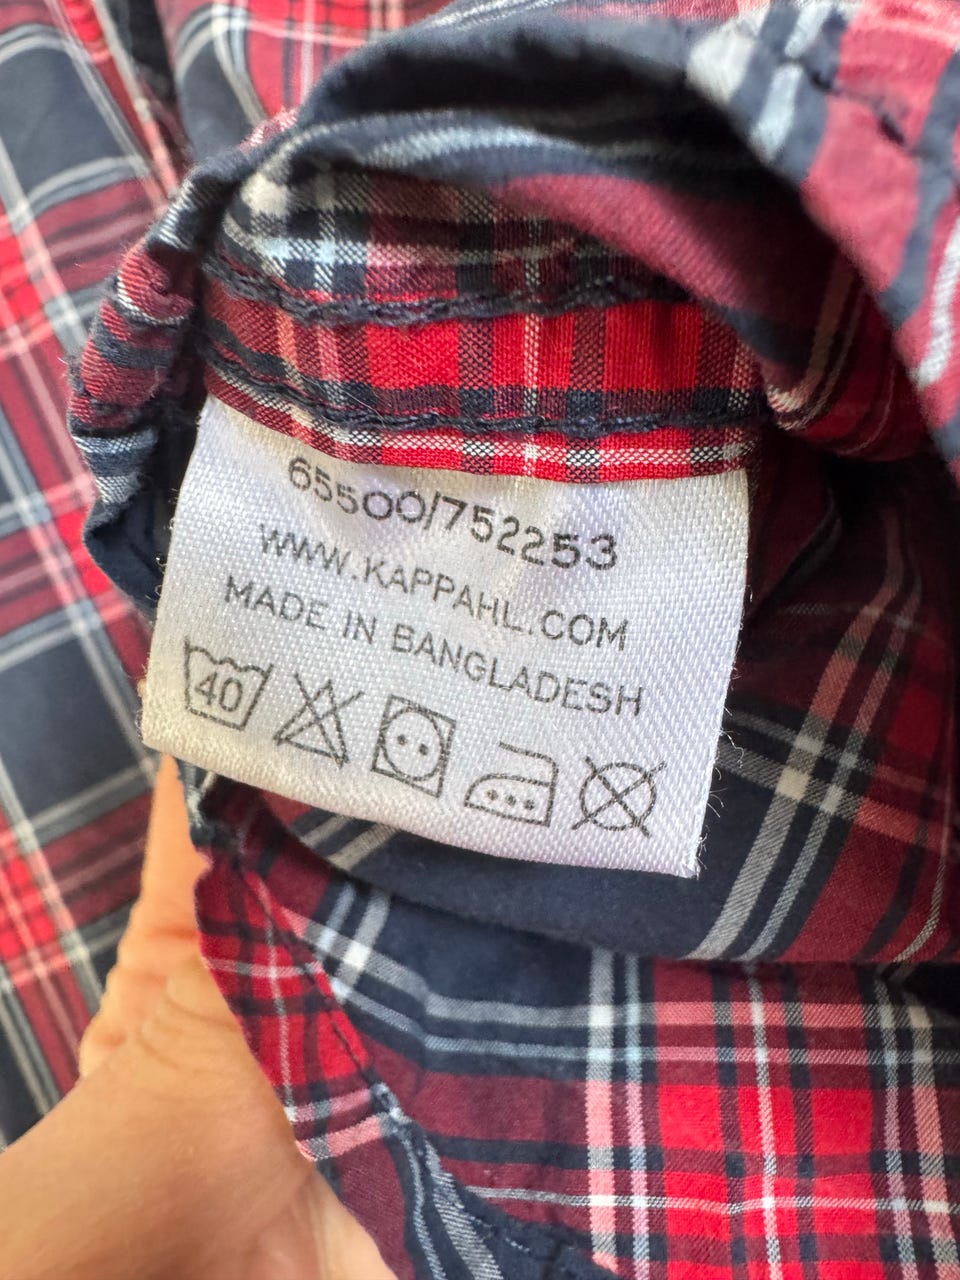 65500/752253
WWW.KAPPAHL.COM
MADE IN BANGLADESH
40